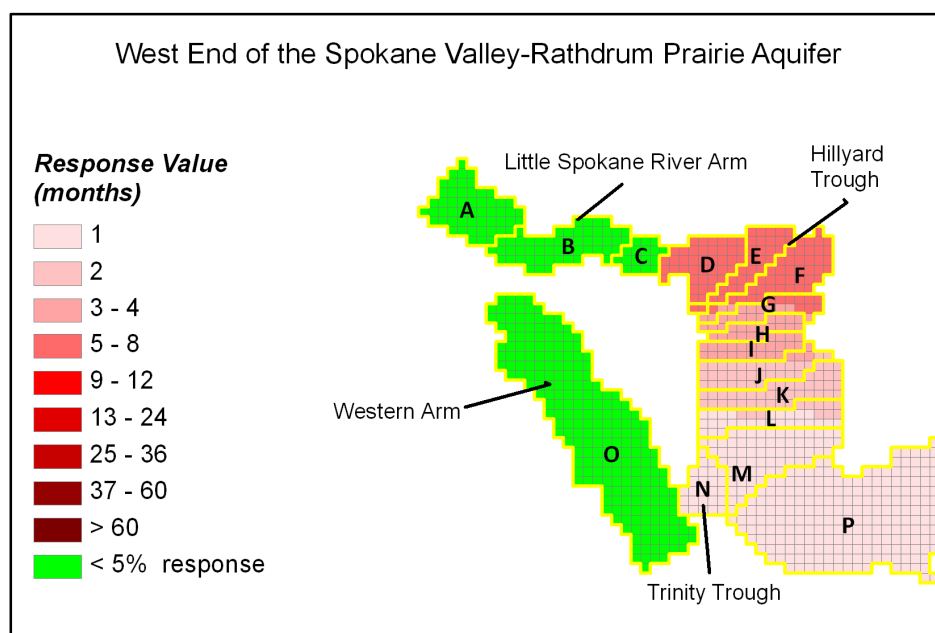 West End of the Spokane Valley-Rathdrum Prairie Aquifer
Response Value
(months)
1
2
3 - 4
5 - 8
9 - 12
13 - 24
25 - 36
37 - 60
> 60
< 5% response
Little Spokane River Arm
Hillyard
Trough
Western Arm
Trinity Trough
A
B
C
D
E
F
G
H
I
J
K
L
M
N
O
P